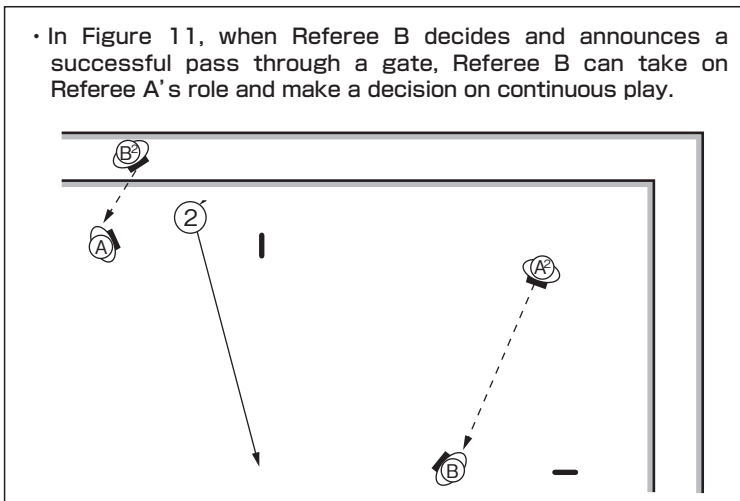 ・In Figure 11, when Referee B decides and announces a
successful pass through a gate, Referee B can take on
Referee A's role and make a decision on continuous play.
B²
2´
A
A²
B